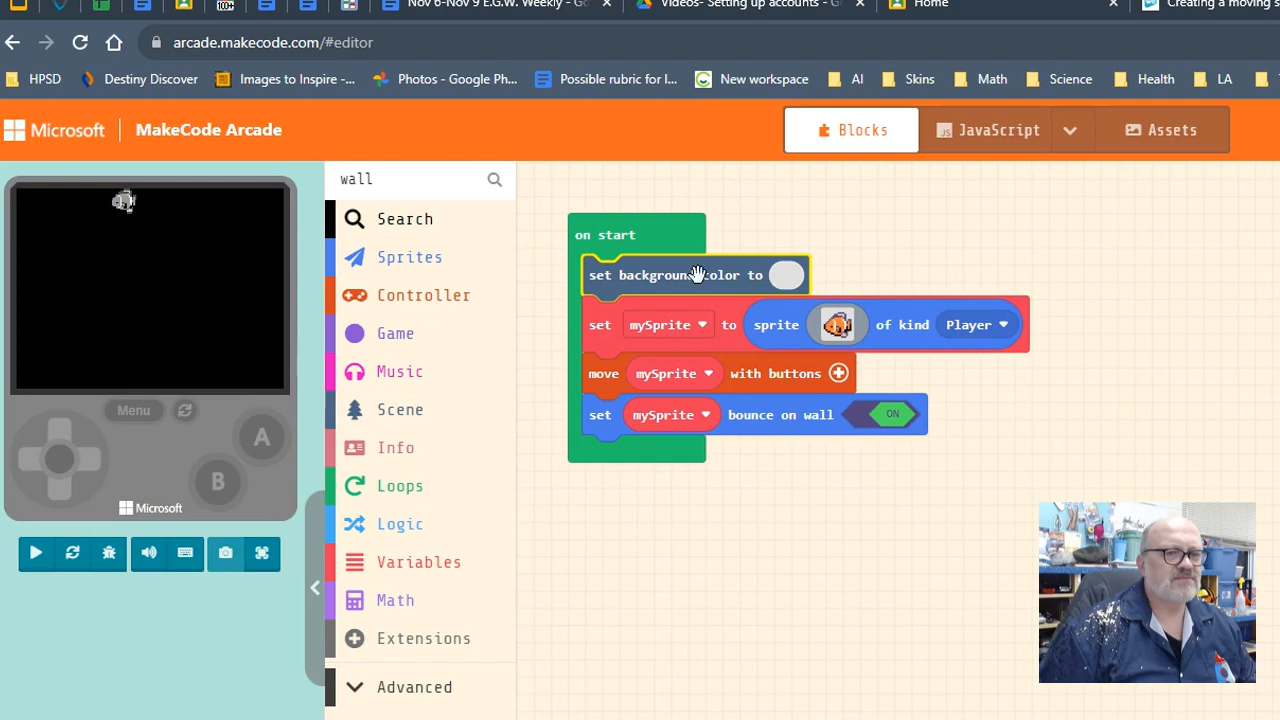 Nov 6-Nov 9 E.G.W. Weekly - Go
Videos- Setting up accounts - G
Home
Creating a moving s
arcade.makecode.com/#editor
HPSD
Destiny Discover
Images to Inspire -...
Photos - Google Ph...
Possible rubric for I...
New workspace
AI
Skins
Math
Science
Health
LA
Microsoft
MakeCode Arcade
Blocks
JavaScript
Assets
wall
Search
Sprites
Controller
Game
Music
Scene
Info
Loops
Logic
Variables
Math
Extensions
Advanced
Menu
A
B
Microsoft
on start
set background color to
set mySprite to sprite of kind Player
move mySprite with buttons
set mySprite bounce on wall ON